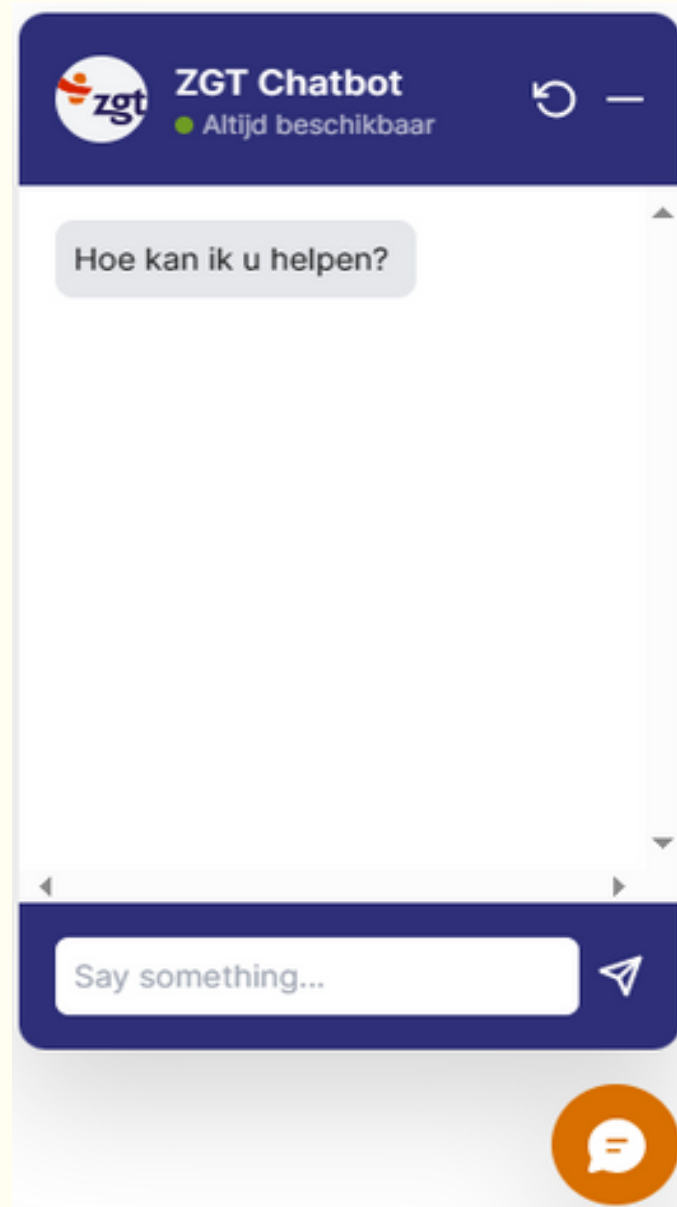 zgt
ZGT Chatbot
Altijd beschikbaar
Hoe kan ik u helpen?
Say something...